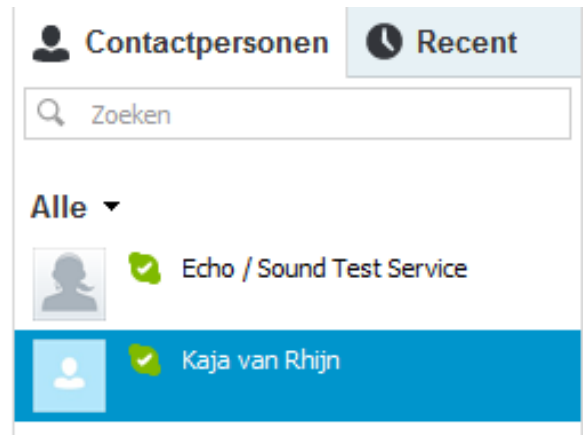 Contactpersonen Recent
Zoeken
Alle
Echo / Sound Test Service
Kaja van Rhijn